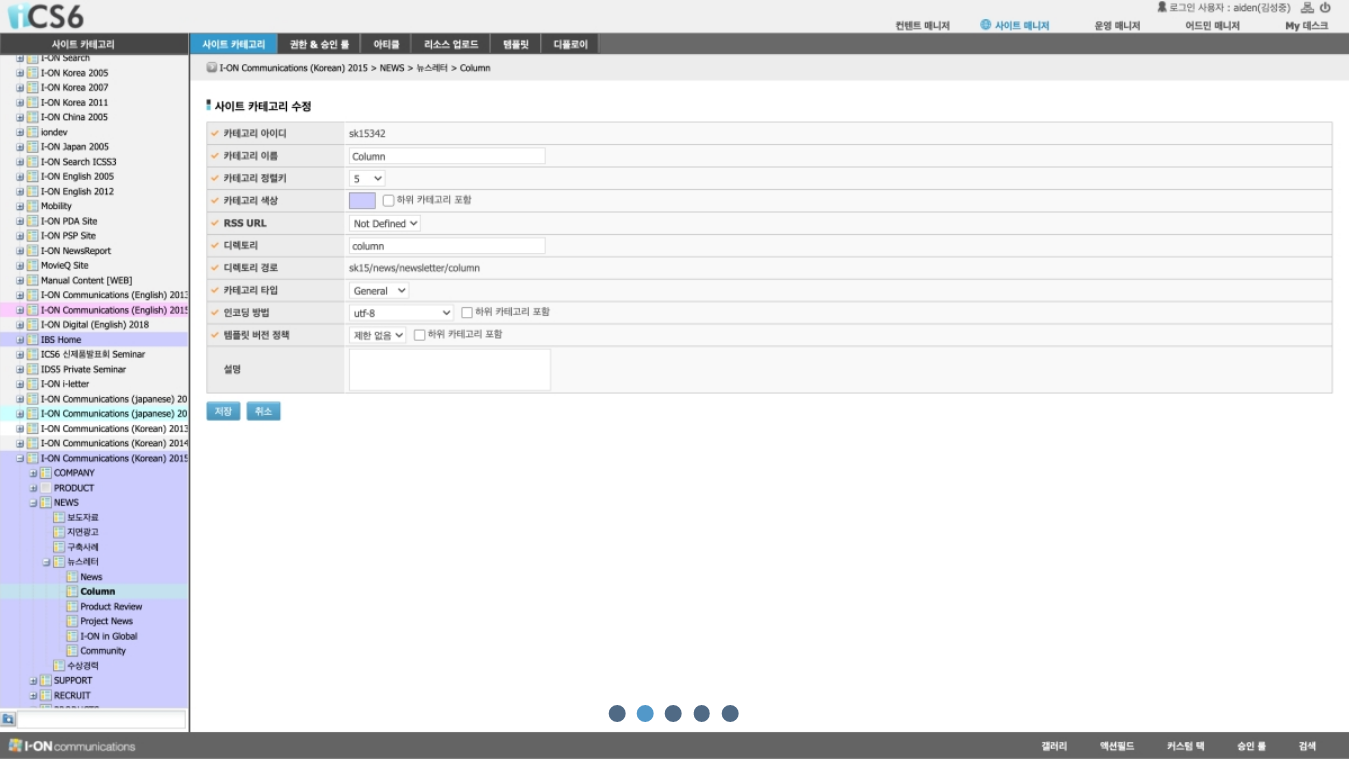 iCS6
로그인 사용자 : aiden(김성중)
컨텐트 매니저 사이트 매니저 운영 매니저 어드민 매니저 My 데스크
사이트 카테고리
사이트 카테고리 권한 & 승인 룰 아티클 리소스 업로드 템플릿 디플로이
I-ON Communications (Korean) 2015 > NEWS > 뉴스레터 > Column
I-ON Search
I-ON Korea 2005
I-ON Korea 2007
I-ON Korea 2011
I-ON China 2005
iondev
I-ON Japan 2005
I-ON Search ICSS3
I-ON English 2005
I-ON English 2012
Mobility
I-ON PDA Site
I-ON PSP Site
I-ON NewsReport
MovieQ Site
Manual Content [WEB]
I-ON Communications (English) 2013
I-ON Communications (English) 2015
I-ON Digital (English) 2018
IBS Home
ICS6 신제품발표회 Seminar
IDS5 Private Seminar
I-ON i-letter
I-ON Communications (japanese) 20
I-ON Communications (japanese) 20
I-ON Communications (Korean) 2013
I-ON Communications (Korean) 2014
I-ON Communications (Korean) 2015
COMPANY
PRODUCT
NEWS
보도자료
지면광고
구축사례
뉴스레터
News
Column
Product Review
Project News
I-ON in Global
Community
수상경력
SUPPORT
RECRUIT
사이트 카테고리 수정
카테고리 아이디 sk15342
카테고리 이름 Column
카테고리 정렬키 5
카테고리 색상 하위 카테고리 포함
RSS URL Not Defined
디렉토리 column
디렉토리 경로 sk15/news/newsletter/column
카테고리 타입 General
인코딩 방법 utf-8 하위 카테고리 포함
템플릿 버전 정책 제한 없음 하위 카테고리 포함
설명
저장 취소
I-ON communications
갤러리 액션필드 커스텀 택 승인 룰 검색